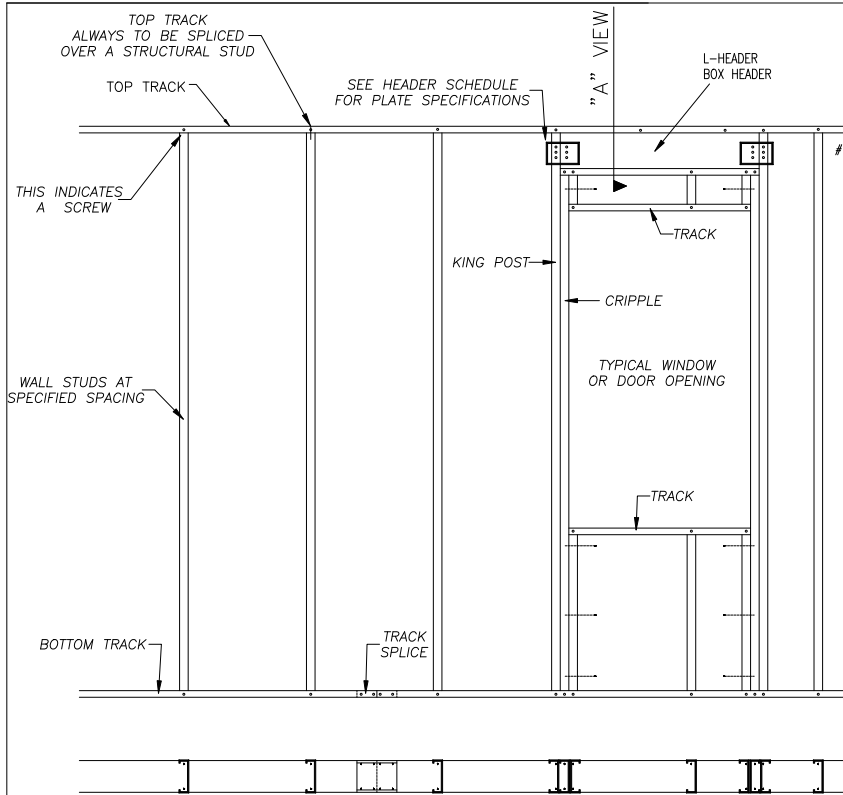 TOP TRACK
ALWAYS TO BE SPLICED
OVER A STRUCTURAL STUD
TOP TRACK
SEE HEADER SCHEDULE
FOR PLATE SPECIFICATIONS
"A" VIEW
L-HEADER
BOX HEADER
#
THIS INDICATES
A SCREW
TRACK
KING POST
CRIPPLE
TYPICAL WINDOW
OR DOOR OPENING
WALL STUDS AT
SPECIFIED SPACING
TRACK
BOTTOM TRACK
TRACK
SPLICE